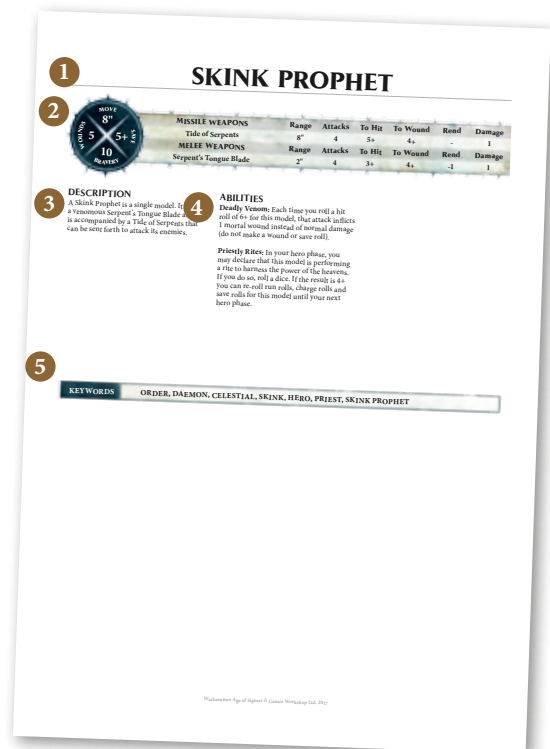 1
SKINK PROPHET
2
MOVE
8"
WOUNDS
5
5+
SAVE
10
BRAVERY
MISSILE WEAPONS Range Attacks To Hit To Wound Rend Damage
Tide of Serpents 8" 4 5+ 4+ - 1
MELEE WEAPONS Range Attacks To Hit To Wound Rend Damage
Serpent's Tongue Blade 2" 4 3+ 4+ -1 1
3
DESCRIPTION
A Skink Prophet is a single model.
a venomous Serpent's Tongue Blade
is accompanied by a Tide of Serpents that
can be sent forth to attack its enemies.
4
ABILITIES
Deadly Venom: Each time you roll a hit
roll of 6+ for this model, that attack inflicts
1 mortal wound instead of normal damage
(do not make a wound or save roll).
Priestly Rites: In your hero phase, you
may declare that this model is performing
a rite to harness the power of the heavens.
If you do so, roll a dice. If the result is 4+
you can re-roll run rolls, charge rolls and
save rolls for this model until your next
hero phase.
5
KEYWORDS ORDER, DAEMON, CELESTIAL, SKINK, HERO, PRIEST, SKINK PROPHET
Warhammer Age of Sigmar © Games Workshop Ltd. 2017